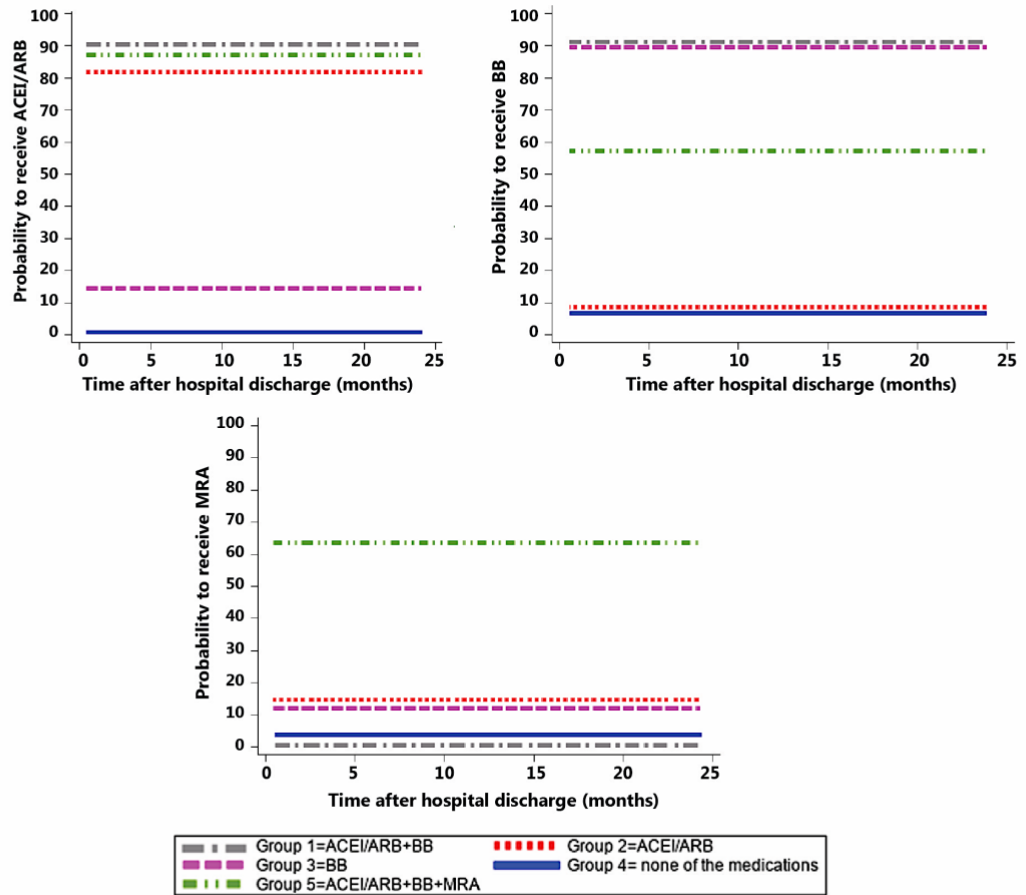 Probability to receive ACEI/ARB
100
90
80
70
60
50
40
30
20
10
0
0 5 10 15 20 25
Time after hospital discharge (months)
Probability to receive BB
100
90
80
70
60
50
40
30
20
10
0
0 5 10 15 20 25
Time after hospital discharge (months)
Probability to receive MRA
100
90
80
70
60
50
40
30
20
10
0
0 5 10 15 20 25
Time after hospital discharge (months)
Group 1=ACEI/ARB+BB
Group 2=ACEI/ARB
Group 3=BB
Group 4= none of the medications
Group 5=ACEI/ARB+BB+MRA